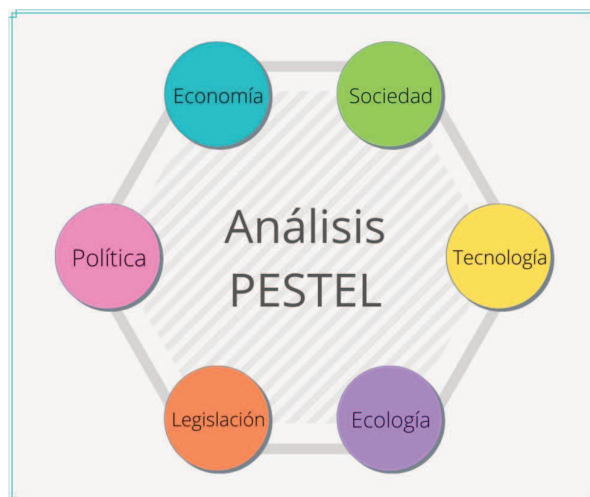 Economía
Sociedad
Política
Análisis
PESTEL
Tecnología
Legislación
Ecología